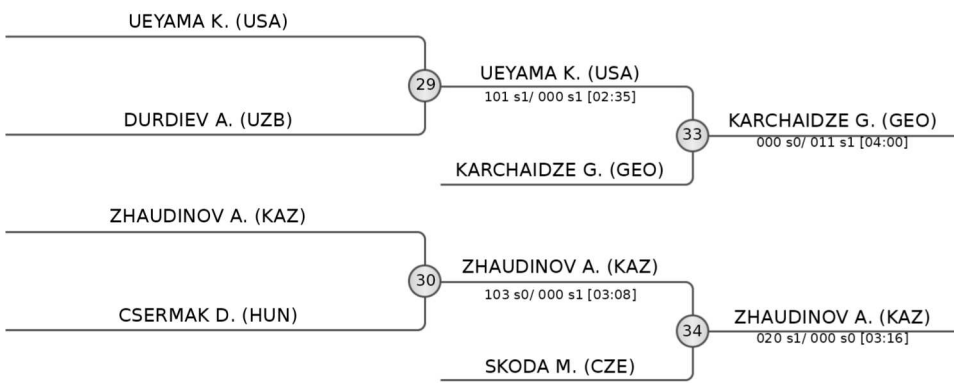 UEYAMA K. (USA)
29
DURDIEV A. (UZB)
UEYAMA K. (USA)
101 s1/ 000 s1 [02:35]
33
KARCHAIDZE G. (GEO)
KARCHAIDZE G. (GEO)
000 s0/ 011 s1 [04:00]
ZHAUDINOV A. (KAZ)
30
CSERMAK D. (HUN)
ZHAUDINOV A. (KAZ)
103 s0/ 000 s1 [03:08]
34
SKODA M. (CZE)
ZHAUDINOV A. (KAZ)
020 s1/ 000 s0 [03:16]